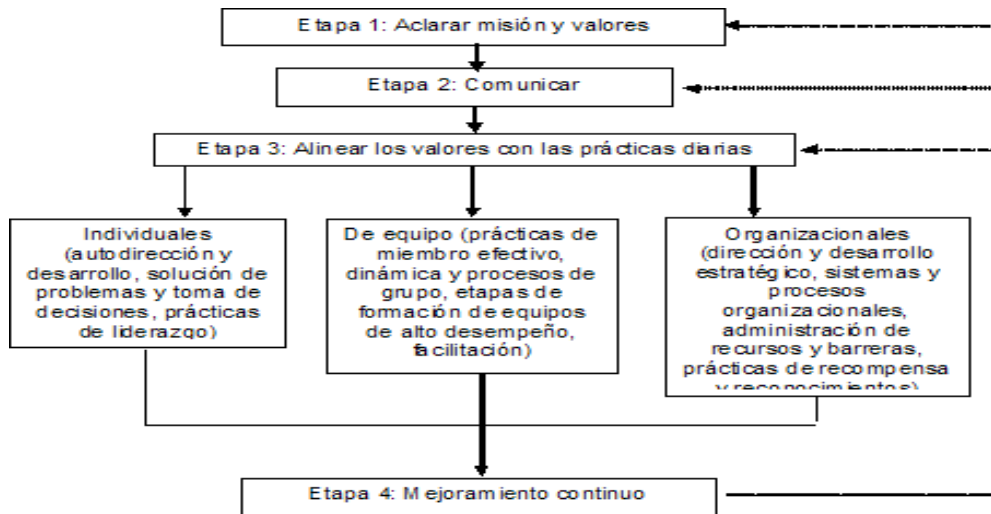 Etapa 1: Aclarar misión y valores
Etapa 2: Comunicar
Etapa 3: Alinear los valores con las prácticas diarias
Individuales
(autodirección y
desarrollo, solución de
problemas y toma de
decisiones, prácticas
de liderazgo)
De equipo (prácticas de
miembro efectivo,
dinámica y procesos de
grupo, etapas de
formación de equipos
de alto desempeño,
facilitación)
Organizacionales
(dirección y desarrollo
estratégico, sistemas y
procesos
organizacionales,
administración de
recursos y barreras,
prácticas de recompensa
y reconocimientos)
Etapa 4: Mejoramiento continuo